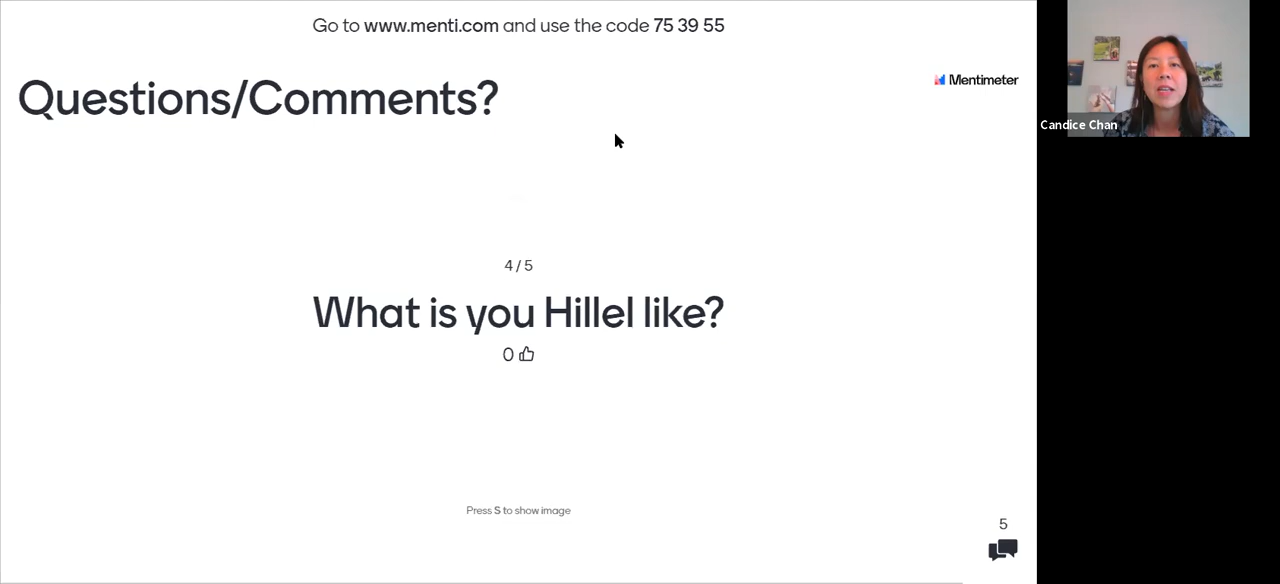 Go to www.menti.com and use the code 75 39 55
Questions/Comments?
Mentimeter
Candice Chan
4 / 5
What is you Hillel like?
0
Press S to show image
5